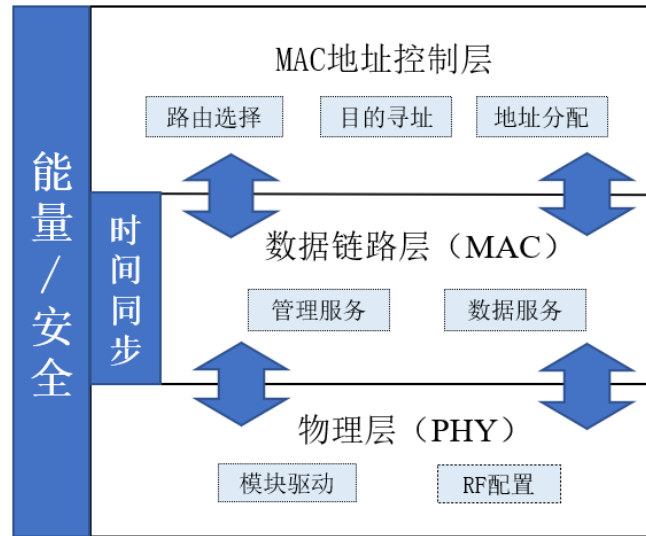 能量/安全
时间同步
MAC地址控制层
路由选择
目的寻址
地址分配
数据链路层（MAC）
管理服务
数据服务
物理层（PHY）
模块驱动
RF配置